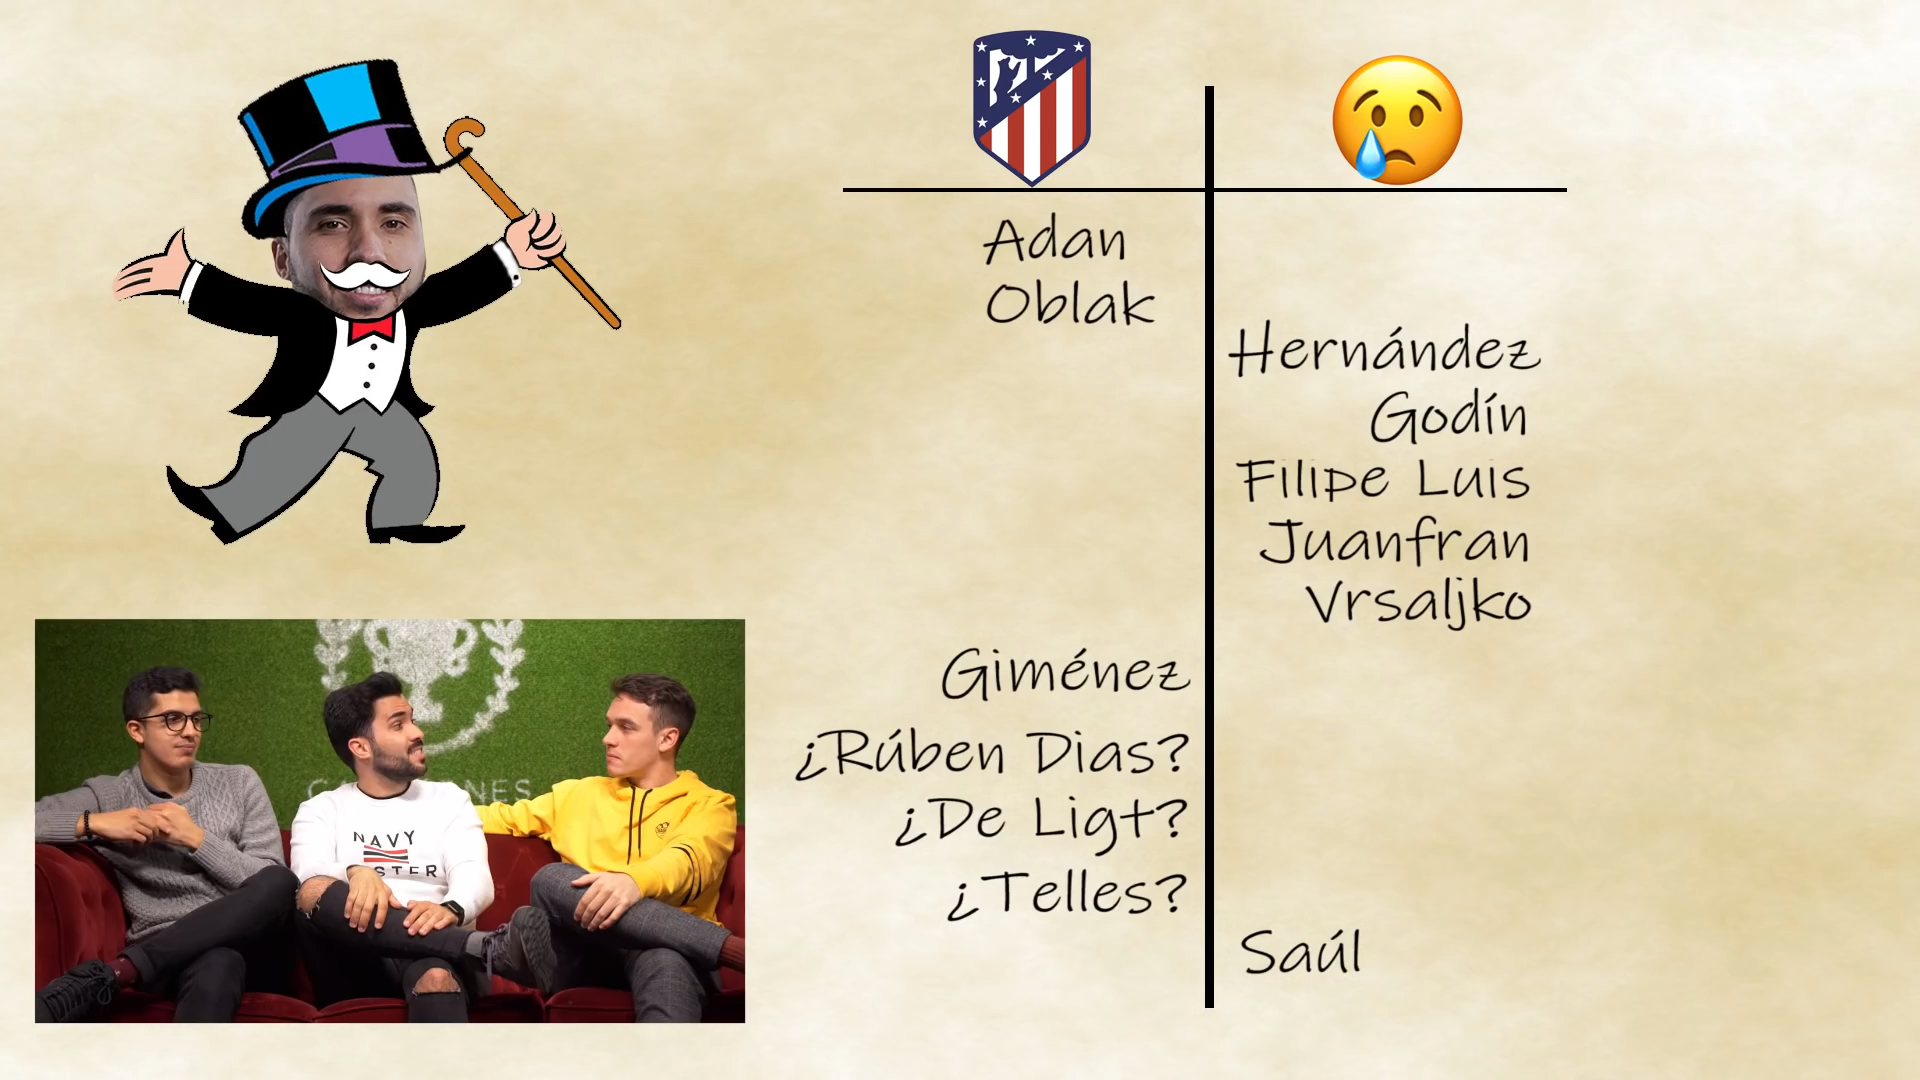 Adan
Oblak
Hernández
Godín
Filipe Luis
Juanfran
Vrsaljko
Giménez
¿Rúben Dias?
¿De Ligt?
¿Telles?
Saúl
NAVY